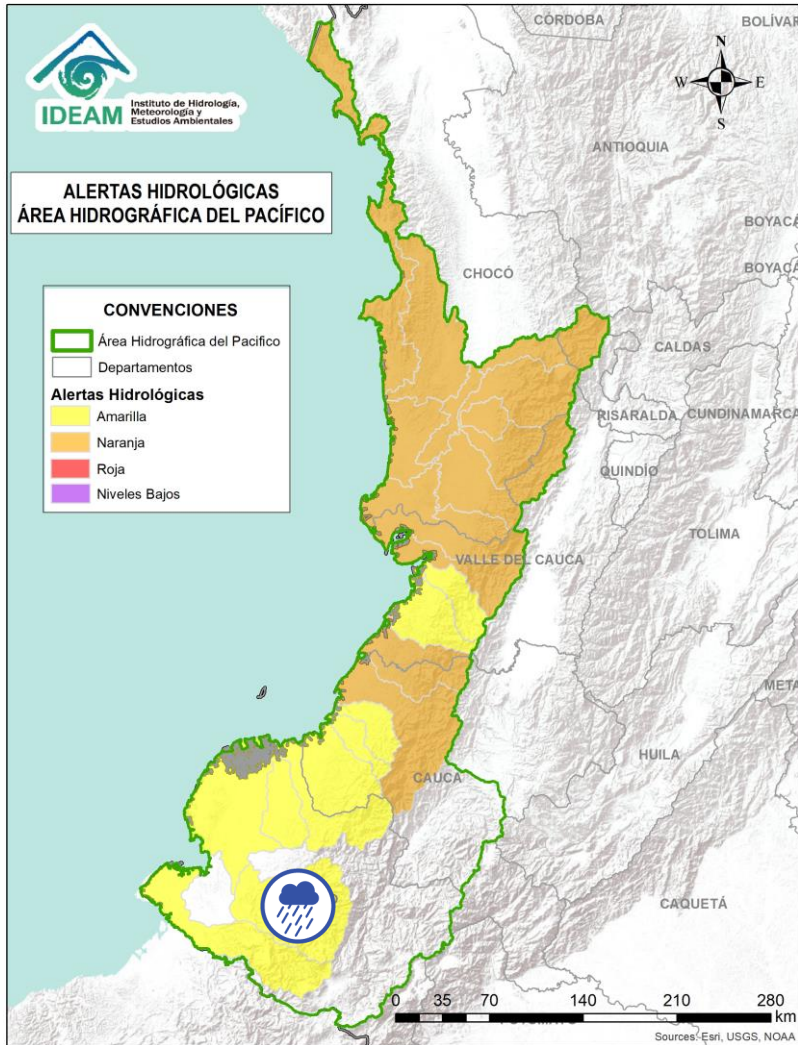 CÓRDOBA
BOLÍVAR
N
W
E
S
IDEAM
Instituto de Hidrología,
Meteorología y
Estudios Ambientales
ANTIOQUIA
ALERTAS HIDROLÓGICAS
ÁREA HIDROGRÁFICA DEL PACÍFICO
BOYACÁ
BOYACÁ
CHOCÓ
CONVENCIONES
Área Hidrográfica del Pacifico
Departamentos
Alertas Hidrológicas
Amarilla
Naranja
Roja
Niveles Bajos
CALDAS
RISARALDA
CUNDINAMARCA
QUINDÍO
TOLIMA
VALLE DEL CAUCA
META
HUILA
CAUCA
CAQUETÁ
0 35 70 140 210 280
km
Sources: Esri, USGS, NOAA